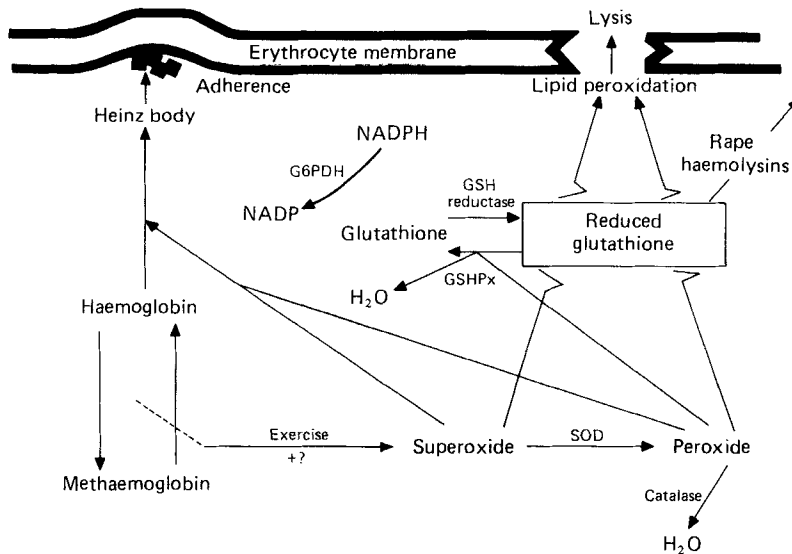 Lysis
Erythrocyte membrane
Adherence
Lipid peroxidation
Heinz body
NADPH
Rape
haemolysins
G6PDH
GSH
reductase
NADP
Glutathione
Reduced
glutathione
GSHPx
H₂O
Haemoglobin
Exercise
+?
Superoxide
SOD
Peroxide
Methaemoglobin
Catalase
H₂O